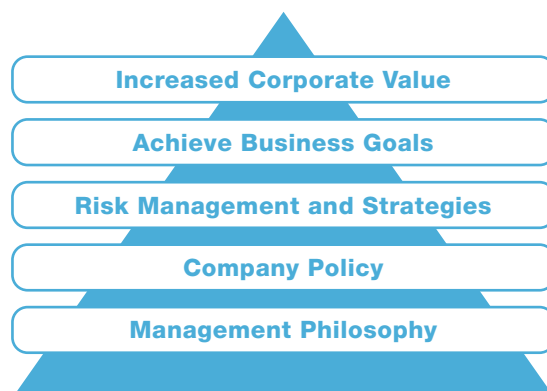 Increased Corporate Value
Achieve Business Goals
Risk Management and Strategies
Company Policy
Management Philosophy